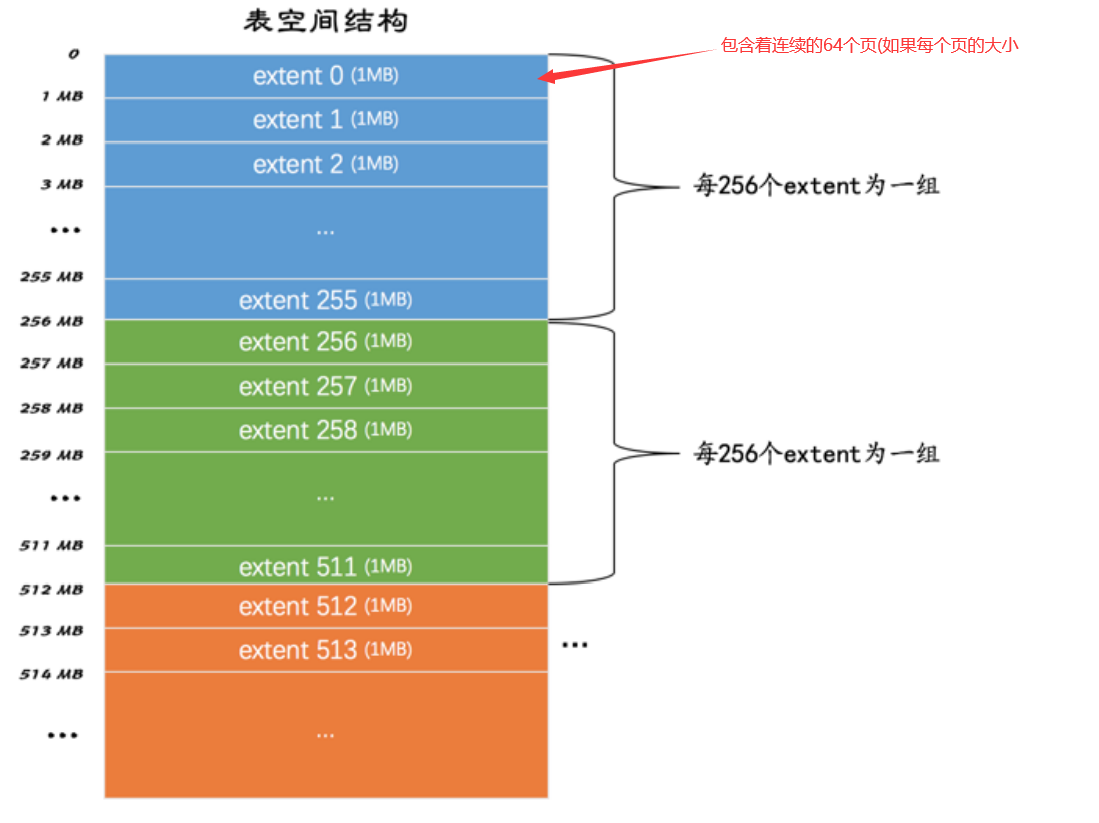 表空间结构
0
包含着连续的64个页(如果每个页的大小
extent 0 (1MB)
1 MB
extent 1 (1MB)
2 MB
extent 2 (1MB)
3 MB
每256个extent为一组
...
...
255 MB
extent 255 (1MB)
256 MB
extent 256 (1MB)
257 MB
extent 257 (1MB)
258 MB
extent 258 (1MB)
259 MB
每256个extent为一组
...
...
511 MB
extent 511 (1MB)
512 MB
extent 512 (1MB)
513 MB
extent 513 (1MB)
...
514 MB
...
...